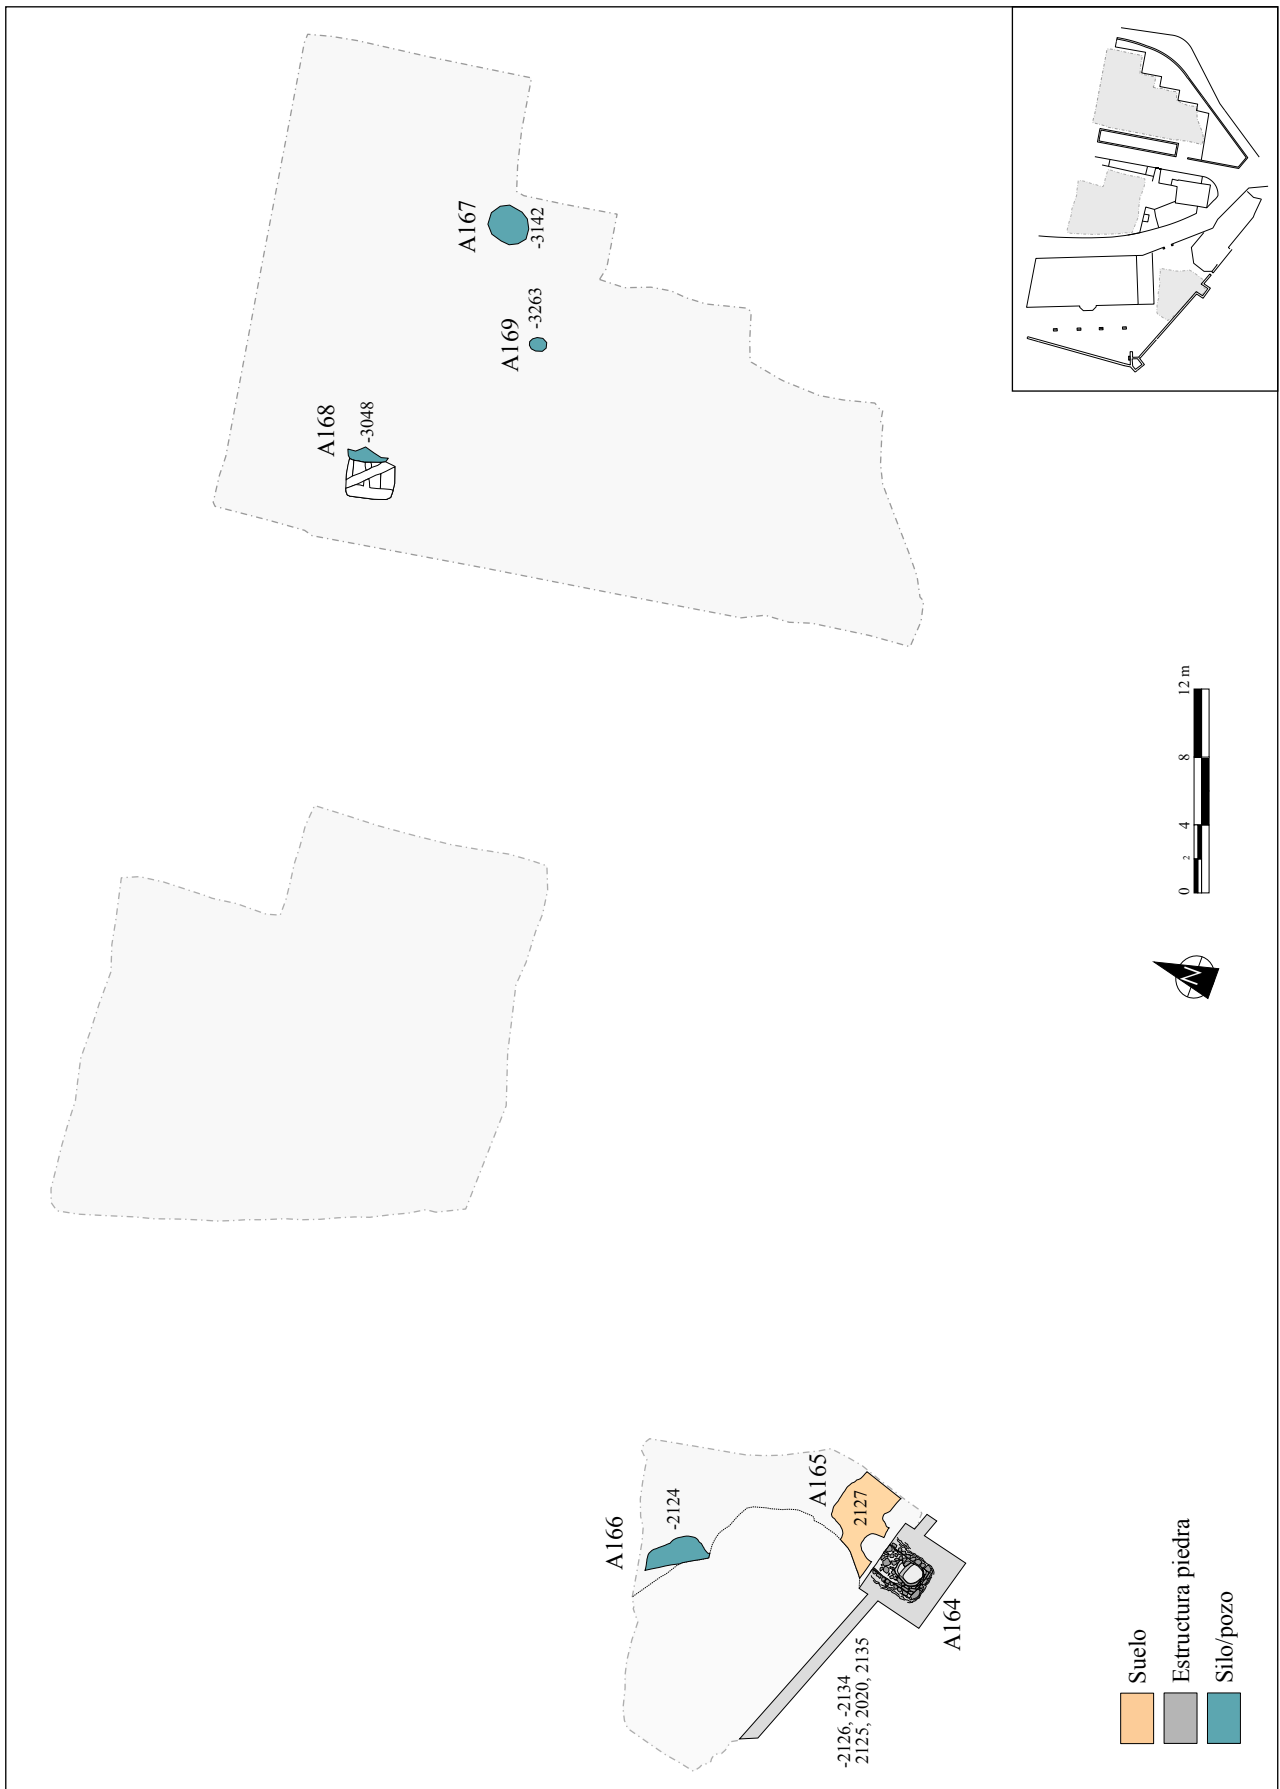 A166
-2124
A165
2127
A164
-2126, -2134
2125, 2020, 2135
A168
-3048
A169
-3263
A167
-3142
Suelo
Estructura piedra
Silo/pozo
N
0
2
4
8
12 m